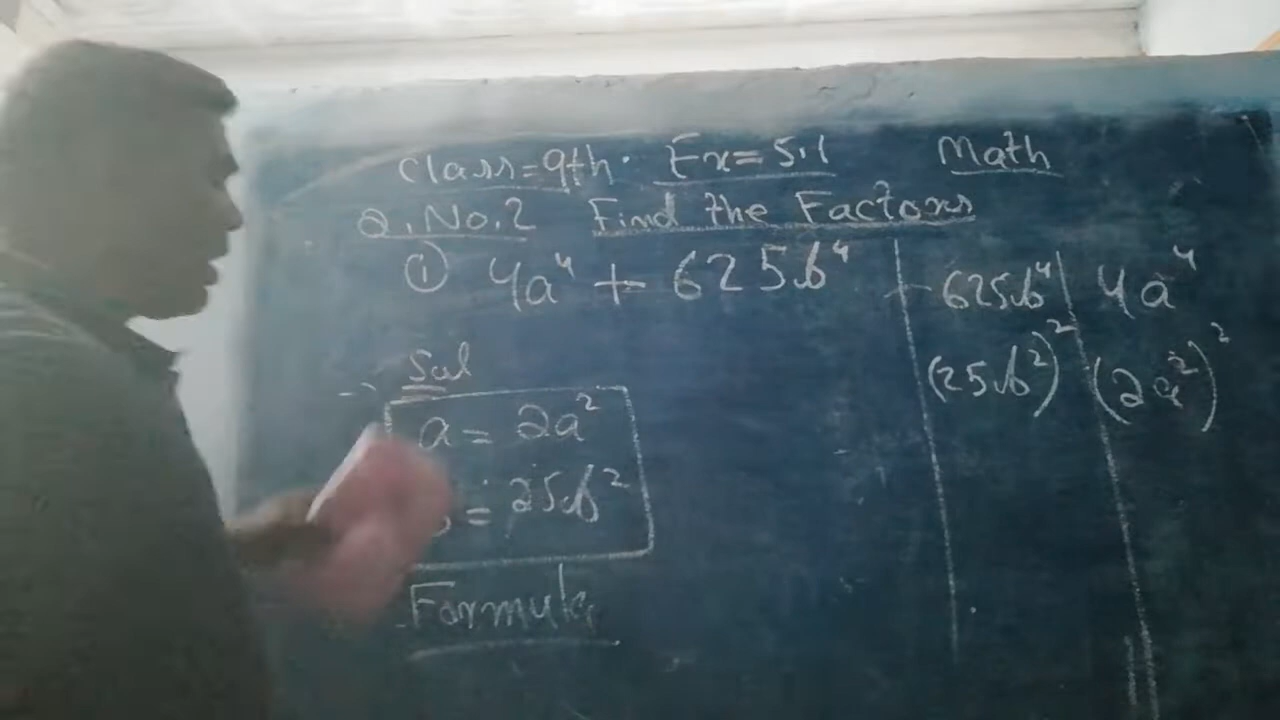 Class=9th. Ex=5.1 Math
Q.No.2 Find the Factors
① 4a⁴ + 625b⁴
625b⁴ 4a⁴
(25b²)² (2a²)²
Sol
a = 2a²
= 25b²
Formula